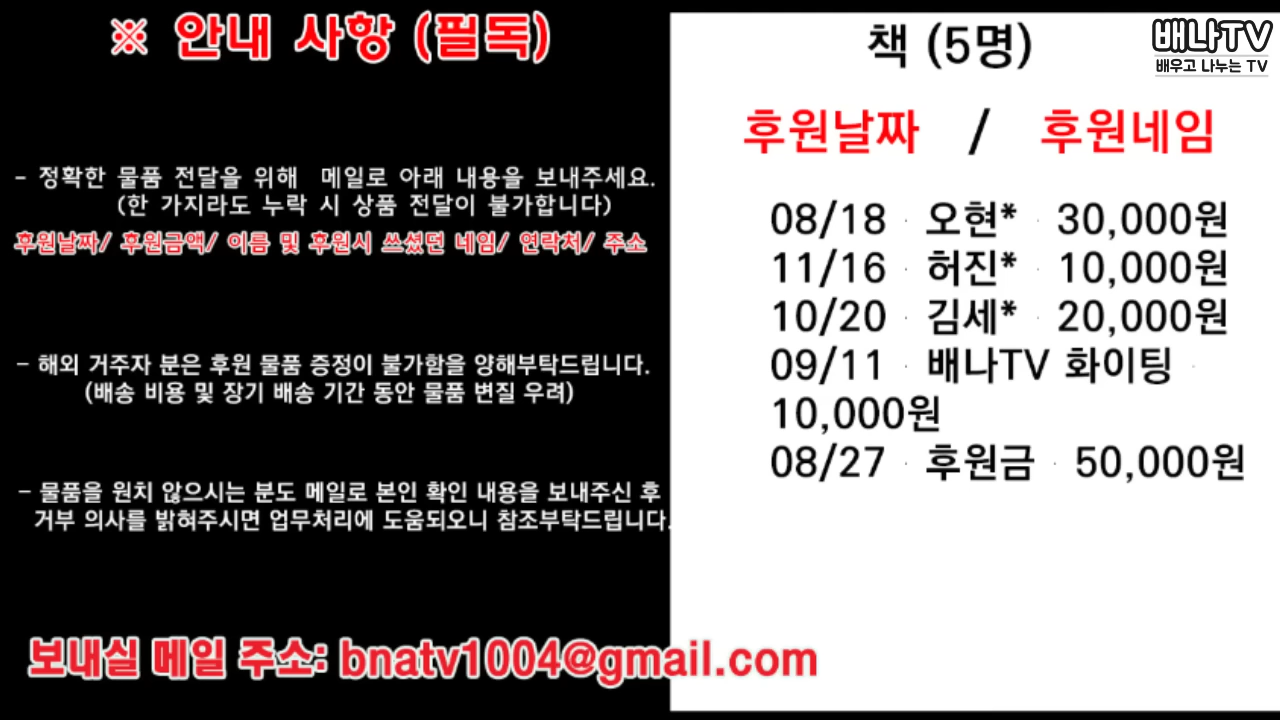 ※ 안내 사항 (필독)
- 정확한 물품 전달을 위해 메일로 아래 내용을 보내주세요.
(한 가지라도 누락 시 상품 전달이 불가합니다)
후원날짜/ 후원금액/ 이름 및 후원시 쓰셨던 네임/ 연락처/ 주소
- 해외 거주자 분은 후원 물품 증정이 불가함을 양해부탁드립니다.
(배송 비용 및 장기 배송 기간 동안 물품 변질 우려)
- 물품을 원치 않으시는 분도 메일로 본인 확인 내용을 보내주신 후
거부 의사를 밝혀주시면 업무처리에 도움되오니 참조부탁드립니다.
보내실 메일 주소: bnatv1004@gmail.com
책 (5명)
배나TV
배우고 나누는 TV
후원날짜 / 후원네임
08/18 · 오현* · 30,000원
11/16 · 허진* · 10,000원
10/20 · 김세* · 20,000원
09/11 · 배나TV 화이팅 ·
10,000원
08/27 · 후원금 · 50,000원